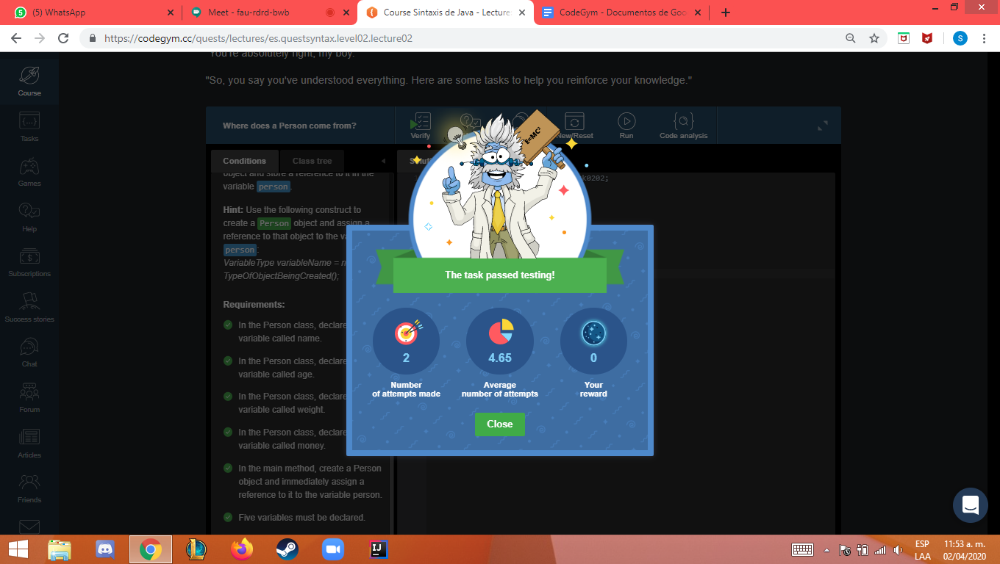 (5) WhatsApp
Meet - fau-rdrd-bwb
Course Sintaxis de Java - Lecture
CodeGym - Documentos de Goo
https://codegym.cc/quests/lectures/es.questsyntax.level02.lecture02
S
"You're absolutely right, my boy."
"So, you say you've understood everything. Here are some tasks to help you reinforce your knowledge."
Course
Tasks
Games
Help
Subscriptions
Success stories
Chat
Forum
Articles
Friends
Where does a Person come from?
Verify
New/Reset
Run
Code analysis
E=MC²
Conditions
Class tree
Soluti
k0202;
object and store a reference to it in the
variable person.
Hint: Use the following construct to
create a Person object and assign a
reference to that object to the va
person:
VariableType variableName = n
TypeOfObjectBeingCreated();
Requirements:
In the Person class, declare
variable called name.
In the Person class, declare
variable called age.
In the Person class, declare
variable called weight.
In the Person class, declare
variable called money.
In the main method, create a Person
object and immediately assign a
reference to it to the variable person.
Five variables must be declared.
The task passed testing!
2
4.65
0
Number
of attempts made
Average
number of attempts
Your
reward
Close
ESP
LAA
11:53 a. m.
02/04/2020